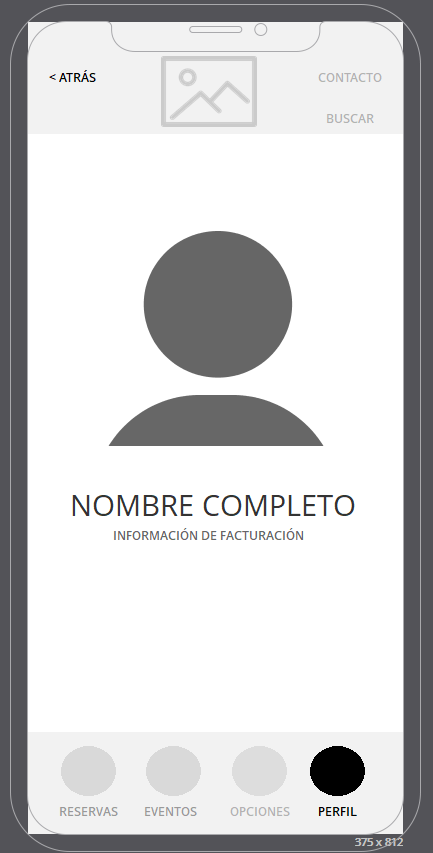 < ATRÁS
CONTACTO
BUSCAR
NOMBRE COMPLETO
INFORMACIÓN DE FACTURACIÓN
RESERVAS EVENTOS OPCIONES PERFIL
375 x 812